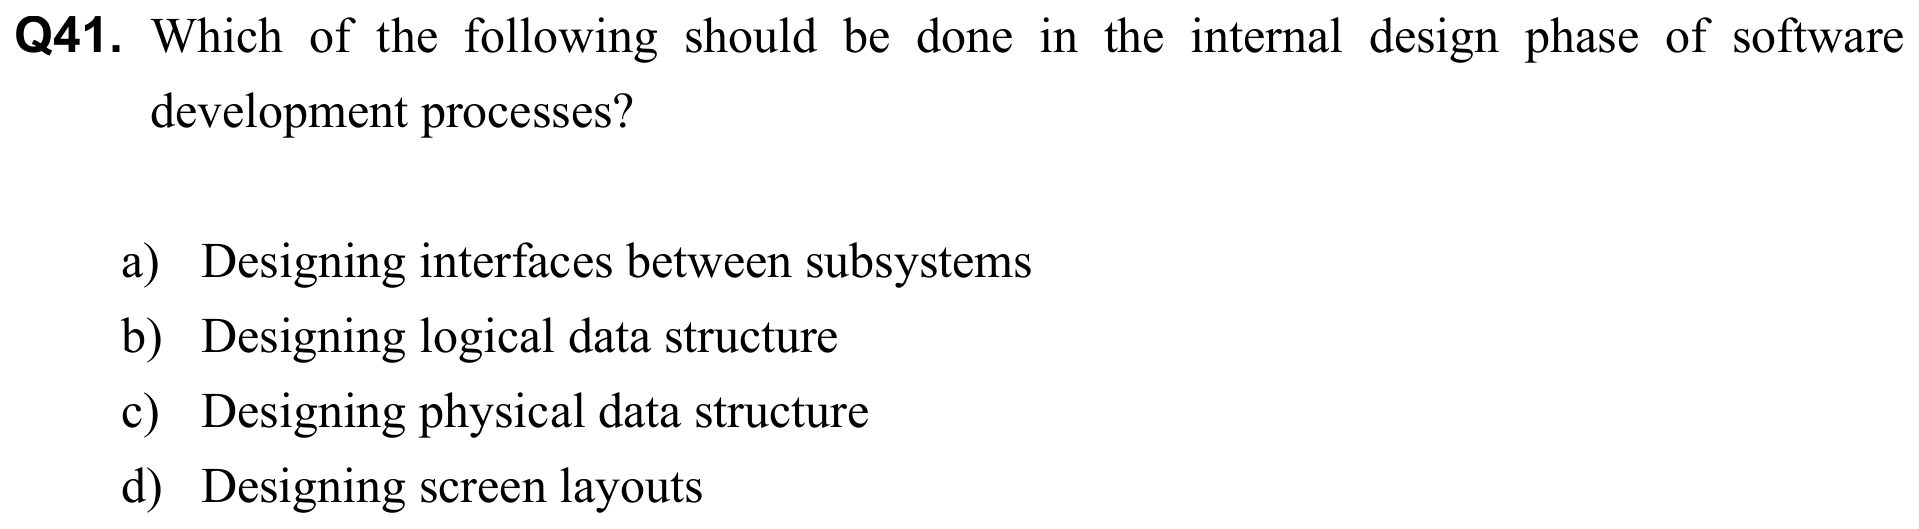 Q41. Which of the following should be done in the internal design phase of software
development processes?
a) Designing interfaces between subsystems
b) Designing logical data structure
c) Designing physical data structure
d) Designing screen layouts